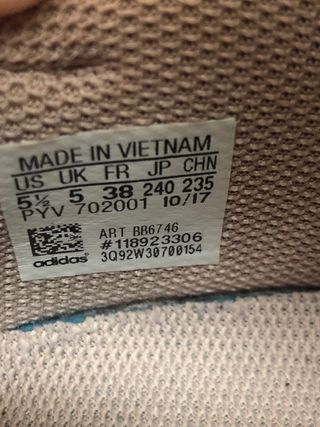 MADE IN VIETNAM
US UK FR JP CHN
5½ 5 38 240 235
PYV 702001 10/17
ART BB6746
#118923306
adidas 3Q92W30700154